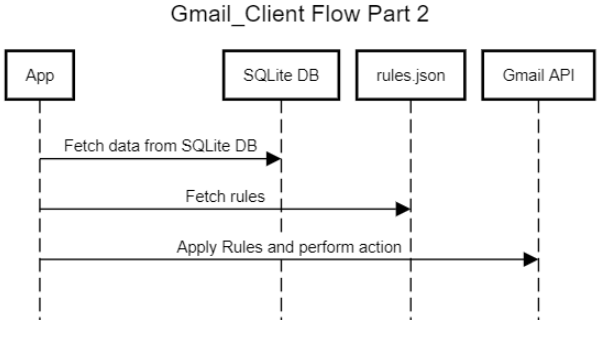 Gmail_Client Flow Part 2
App
SQLite DB
rules.json
Gmail API
Fetch data from SQLite DB
Fetch rules
Apply Rules and perform action